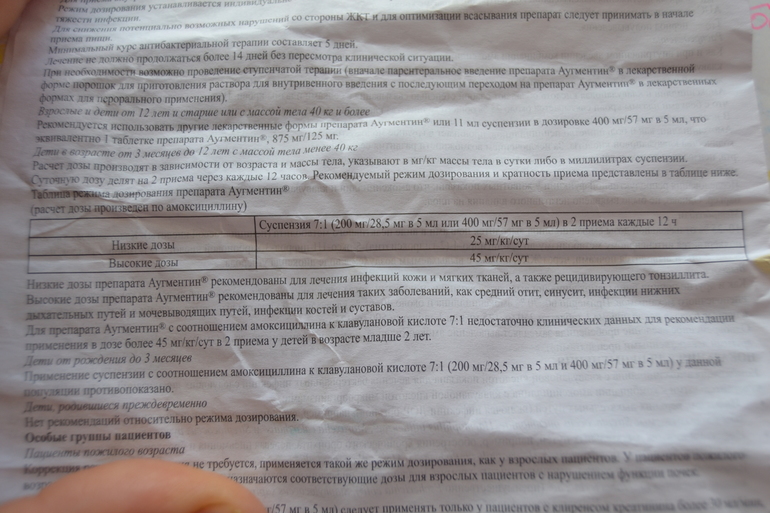 Режим дозирования устанавливается индивидуально
тяжести инфекции.
Для снижения потенциально возможных нарушений со стороны ЖКТ и для оптимизации всасывания препарат следует принимать в начале
приема пищи.
Минимальный курс антибактериальной терапии составляет 5 дней.
Лечение не должно продолжаться более 14 дней без пересмотра клинической ситуации.
При необходимости возможно проведение ступенчатой терапии (вначале парентеральное введение препарата Аугментин® в лекарственной
форме порошок для приготовления раствора для внутривенного введения с последующим переходом на препарат Аугментин® в лекарственных
формах для перорального применения).
Взрослые и дети от 12 лет и старше или с массой тела 40 кг и более
Рекомендуется использовать другие лекарственные формы препарата Аугментин® или 11 мл суспензии в дозировке 400 мг/57 мг в 5 мл, что
эквивалентно 1 таблетке препарата Аугментин®, 875 мг/125 мг.
Дети в возрасте от 3 месяцев до 12 лет с массой тела менее 40 кг
Расчет дозы производят в зависимости от возраста и массы тела, указывают в мг/кг массы тела в сутки либо в миллилитрах суспензии.
Суточную дозу делят на 2 приема через каждые 12 часов. Рекомендуемый режим дозирования и кратность приема представлены в таблице ниже.
Таблица режима дозирования препарата Аугментин®
(расчет дозы произведен по амоксициллину)
Суспензия 7:1 (200 мг/28,5 мг в 5 мл или 400 мг/57 мг в 5 мл) в 2 приема каждые 12 ч
Низкие дозы 25 мг/кг/сут
Высокие дозы 45 мг/кг/сут
Низкие дозы препарата Аугментин® рекомендованы для лечения инфекций кожи и мягких тканей, а также рецидивирующего тонзиллита.
Высокие дозы препарата Аугментин® рекомендованы для лечения таких заболеваний, как средний отит, синусит, инфекции нижних
дыхательных путей и мочевыводящих путей, инфекции костей и суставов.
Для препарата Аугментин® с соотношением амоксициллина к клавулановой кислоте 7:1 недостаточно клинических данных для рекомендации
применения в дозе более 45 мг/кг/сут в 2 приема у детей в возрасте младше 2 лет.
Дети от рождения до 3 месяцев
Применение суспензии с соотношением амоксициллина к клавулановой кислоте 7:1 (200 мг/28,5 мг в 5 мл и 400 мг/57 мг в 5 мл) у данной
популяции противопоказано.
Дети, родившиеся преждевременно
Нет рекомендаций относительно режима дозирования.
Особые группы пациентов
Пациенты пожилого возраста
Коррекция не требуется, применяется такой же режим дозирования, как у взрослых пациентов. У пациентов
назначаются соответствующие дозы для взрослых пациентов с нарушением функции почек.
г/57 мг в 5 мл) следует применять только у пациентов с клиренсом креатинина более 30 мл/мин